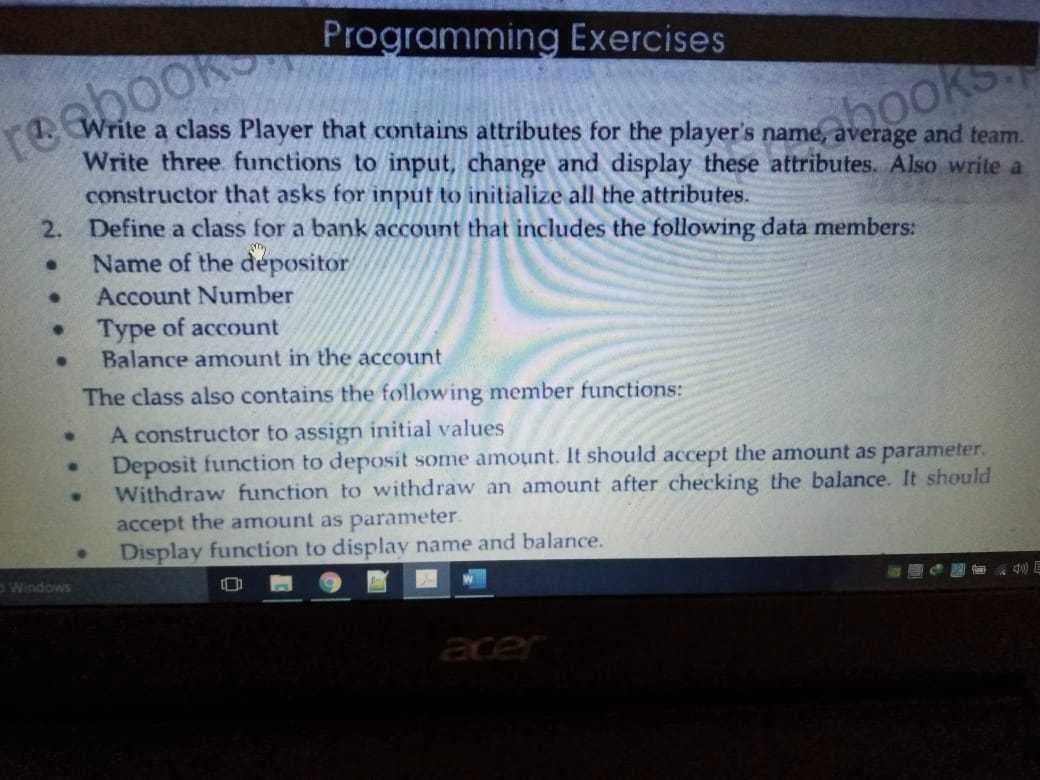 Programming Exercises
1. Write a class Player that contains attributes for the player's name, average and team.
Write three functions to input, change and display these attributes. Also write a
constructor that asks for input to initialize all the attributes.
2. Define a class for a bank account that includes the following data members:
• Name of the depositor
• Account Number
• Type of account
• Balance amount in the account
The class also contains the following member functions:
• A constructor to assign initial values
• Deposit function to deposit some amount. It should accept the amount as parameter.
• Withdraw function to withdraw an amount after checking the balance. It should
accept the amount as parameter.
• Display function to display name and balance.
Windows
acer